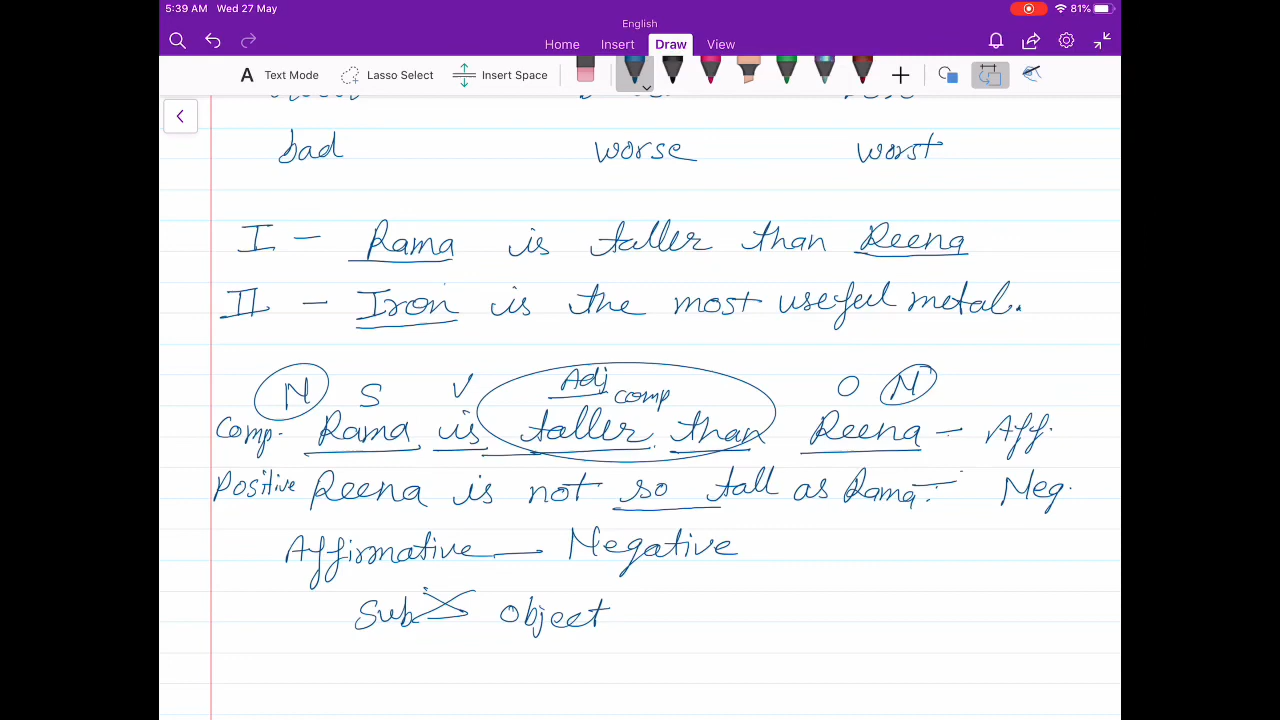 5:39 AM Wed 27 May 81%
English
Home Insert Draw View
Text Mode Lasso Select Insert Space
bad worse worst
I - Rama is taller than Reena
II - Iron is the most useful metal.
N S V Adj comp O N
Comp. Rama is taller than Reena - Aff.
Positive Reena is not so tall as Rama. - Neg.
Affirmative - Negative
Sub object